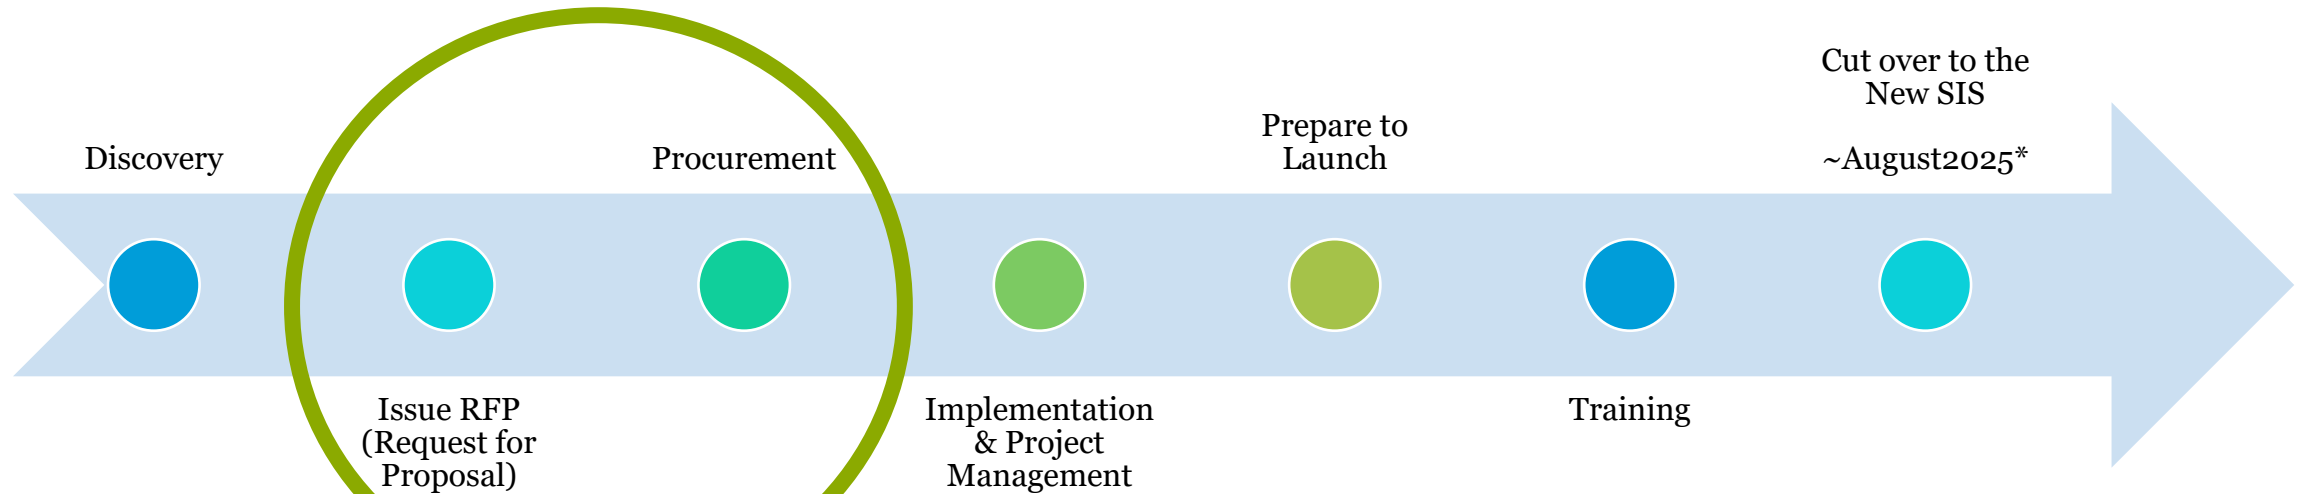 Discovery
Issue RFP
(Request for
Proposal)
Procurement
Implementation
& Project
Management
Prepare to
Launch
Training
Cut over to the
New SIS
~August2025*